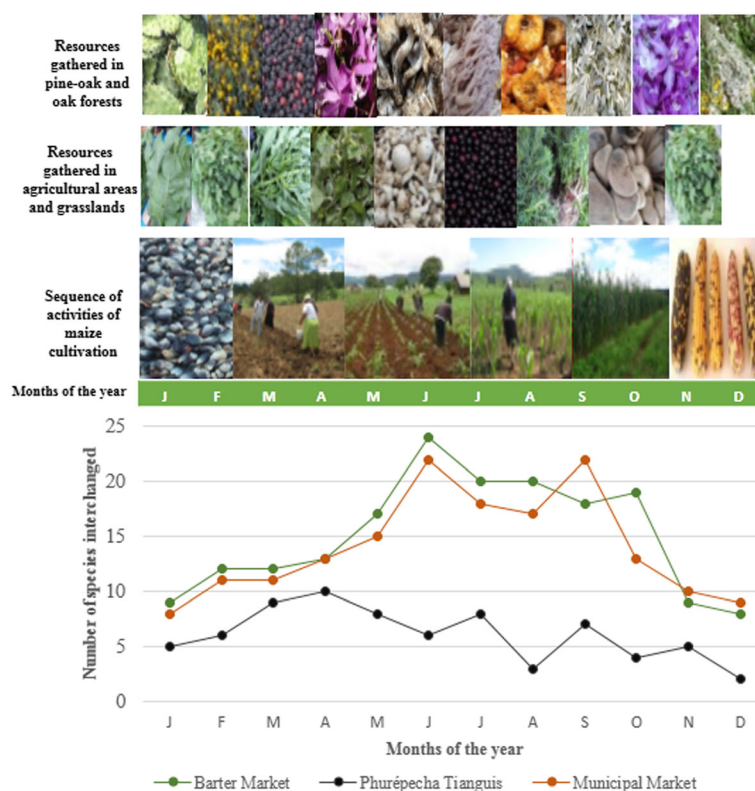 Resources
gathered in
pine-oak and
oak forests
Resources
gathered in
agricultural areas
and grasslands
Sequence of
activities of
maize
cultivation
Months of the year J F M A M J J A S O N D
Number of species interchanged
25
20
15
10
5
0
J F M A M J J A S O N D
Months of the year
Barter Market Phurépecha Tianguis Municipal Market